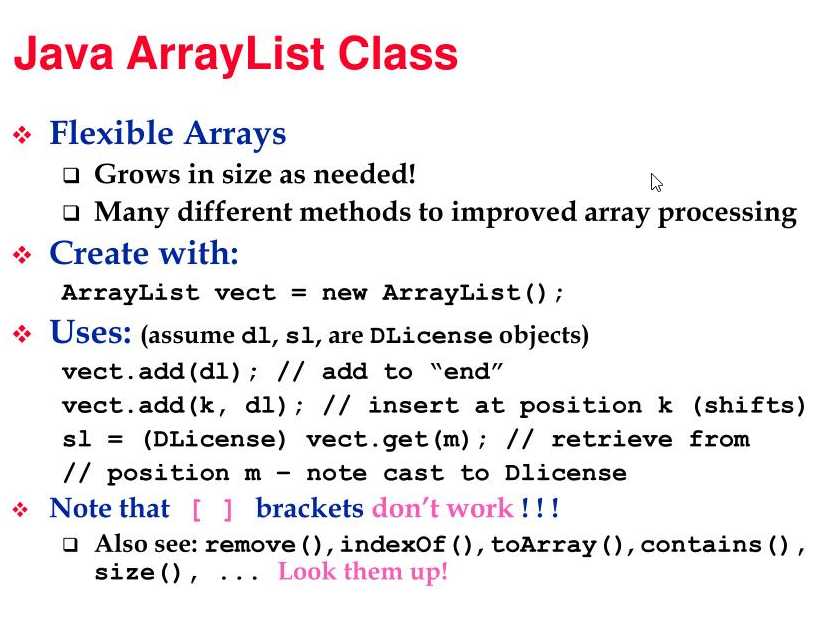 Java ArrayList Class
Flexible Arrays
Grows in size as needed!
Many different methods to improved array processing
Create with:
ArrayList vect = new ArrayList();
Uses: (assume dl, sl, are DLicense objects)
vect.add(dl); // add to “end”
vect.add(k, dl); // insert at position k (shifts)
sl = (DLicense) vect.get(m); // retrieve from
// position m – note cast to Dlicense
Note that [ ] brackets don’t work ! ! !
Also see: remove(),indexOf(),toArray(),contains(),
size(), ... Look them up!